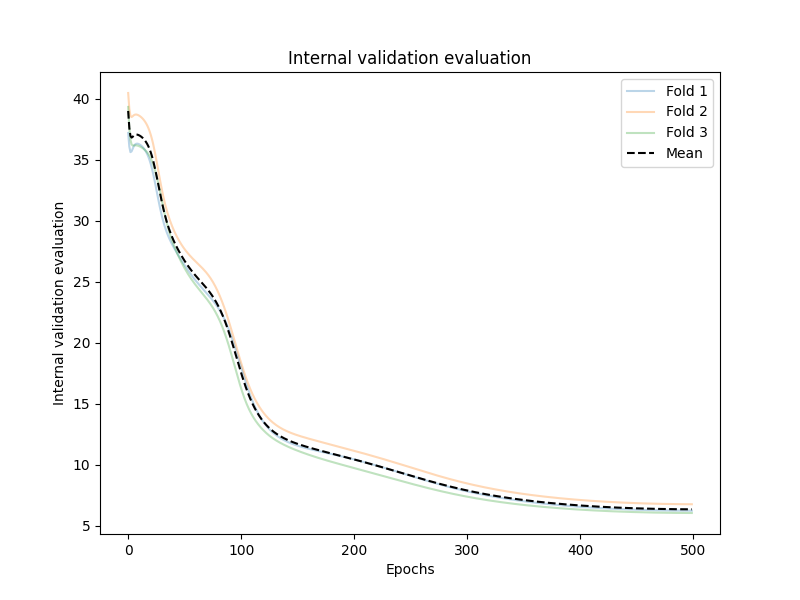 Internal validation evaluation
Fold 1
Fold 2
Fold 3
Mean
Internal validation evaluation
40
35
30
25
20
15
10
5
0 100 200 300 400 500
Epochs